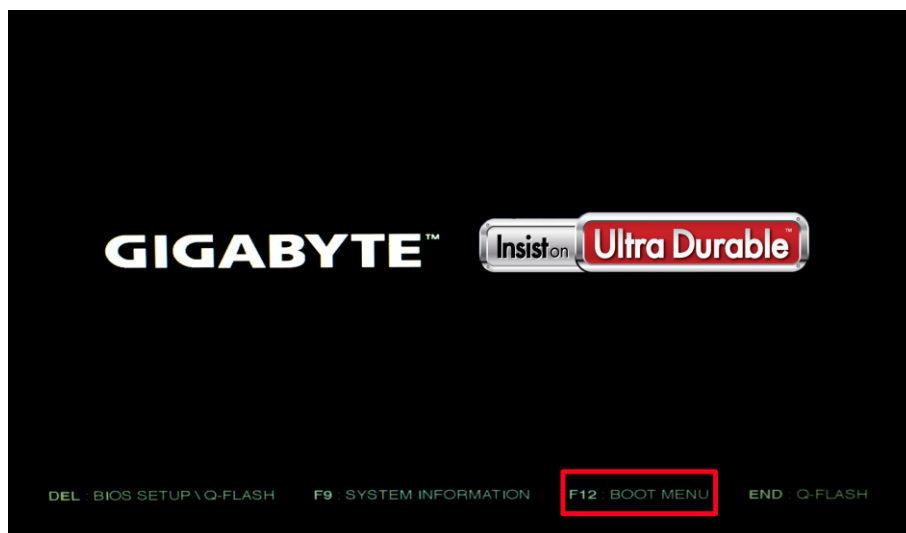 GIGABYTE™ Insist on Ultra Durable™
DEL : BIOS SETUP \ Q-FLASH F9 : SYSTEM INFORMATION F12 : BOOT MENU END : Q-FLASH